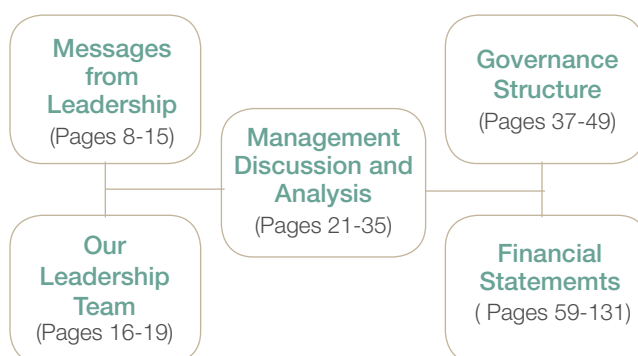 Messages
from
Leadership
(Pages 8-15)
Our
Leadership
Team
(Pages 16-19)
Management
Discussion and
Analysis
(Pages 21-35)
Governance
Structure
(Pages 37-49)
Financial
Statememts
( Pages 59-131)